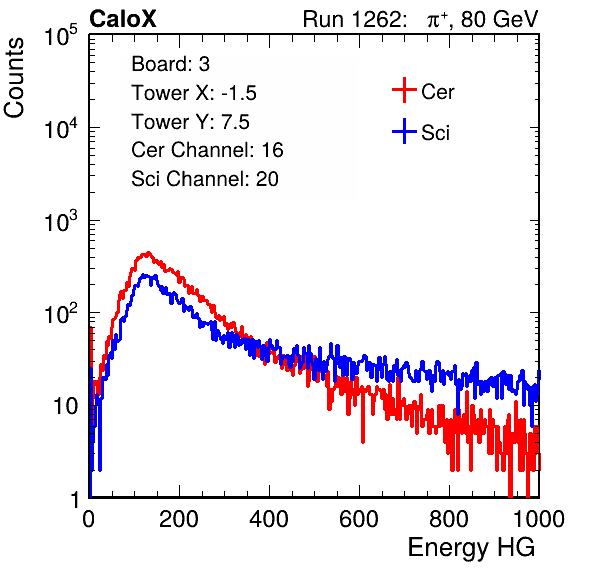 CaloX Run 1262: π⁺, 80 GeV
Counts
Board: 3
Tower X: -1.5
Tower Y: 7.5
Cer Channel: 16
Sci Channel: 20
Cer
Sci
10⁵
10⁴
10³
10²
10
1
0 200 400 600 800 1000
Energy HG